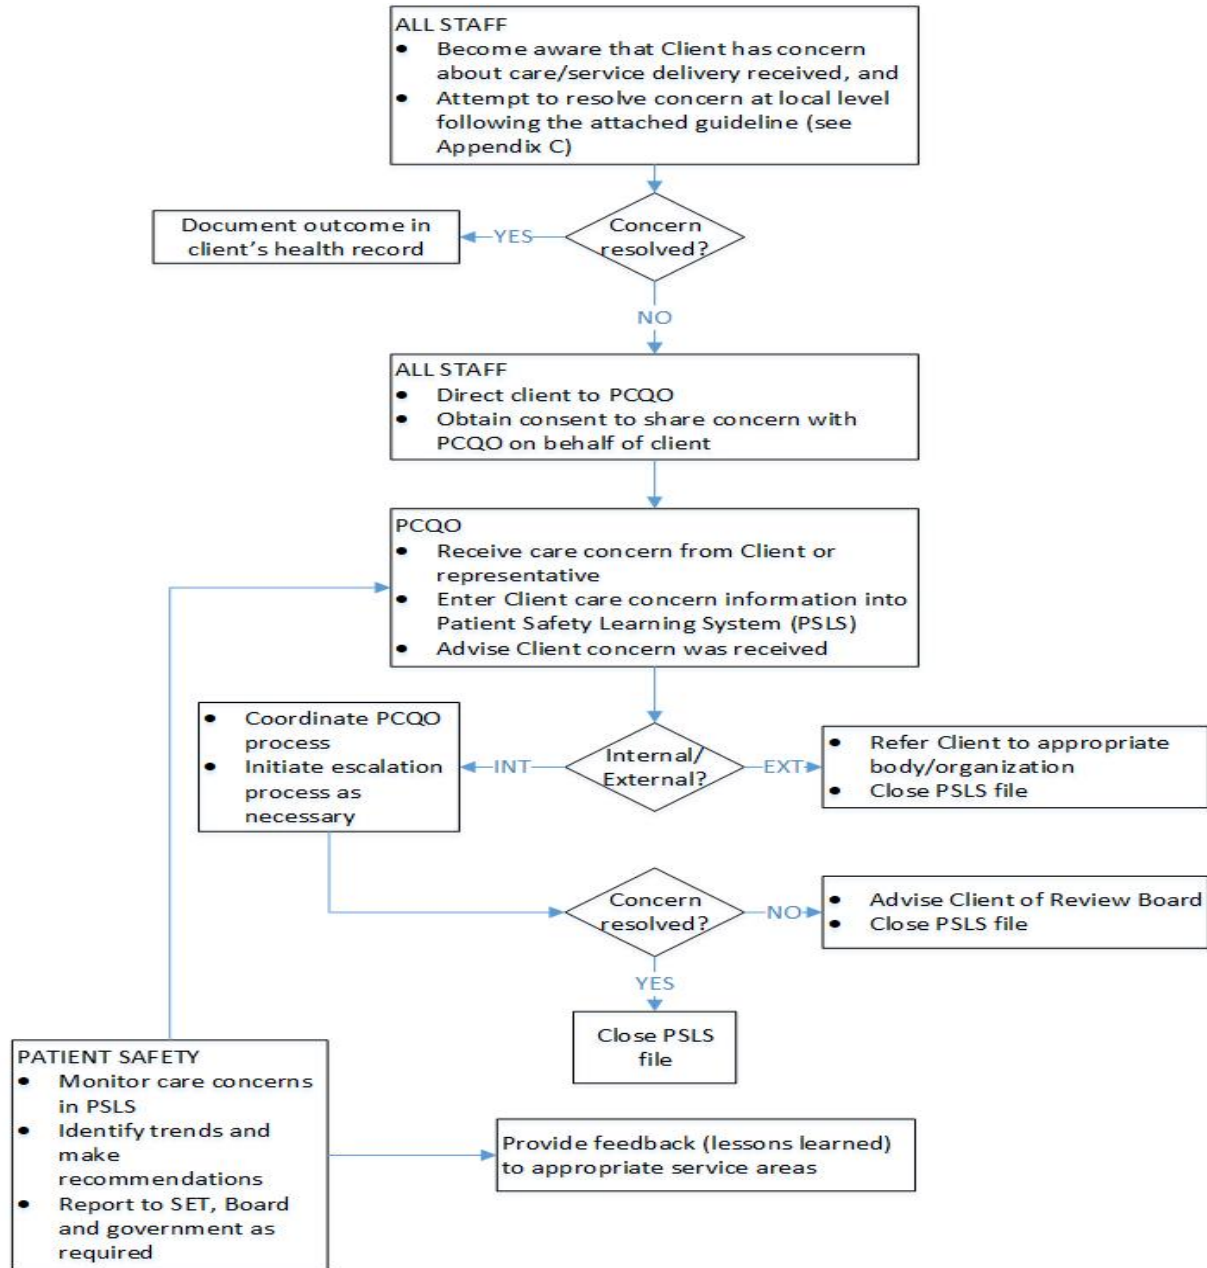 ALL STAFF
● Become aware that Client has concern
about care/service delivery received, and
● Attempt to resolve concern at local level
following the attached guideline (see
Appendix C)
Concern
resolved?
YES
Document outcome in
client's health record
NO
ALL STAFF
● Direct client to PCQO
● Obtain consent to share concern with
PCQO on behalf of client
PCQO
● Receive care concern from Client or
representative
● Enter Client care concern information into
Patient Safety Learning System (PSLS)
● Advise Client concern was received
Internal/
External?
INT
● Coordinate PCQO
process
● Initiate escalation
process as
necessary
EXT
● Refer Client to appropriate
body/organization
● Close PSLS file
Concern
resolved?
NO
● Advise Client of Review Board
● Close PSLS file
YES
Close PSLS
file
PATIENT SAFETY
● Monitor care concerns
in PSLS
● Identify trends and
make
recommendations
● Report to SET, Board
and government as
required
Provide feedback (lessons learned)
to appropriate service areas